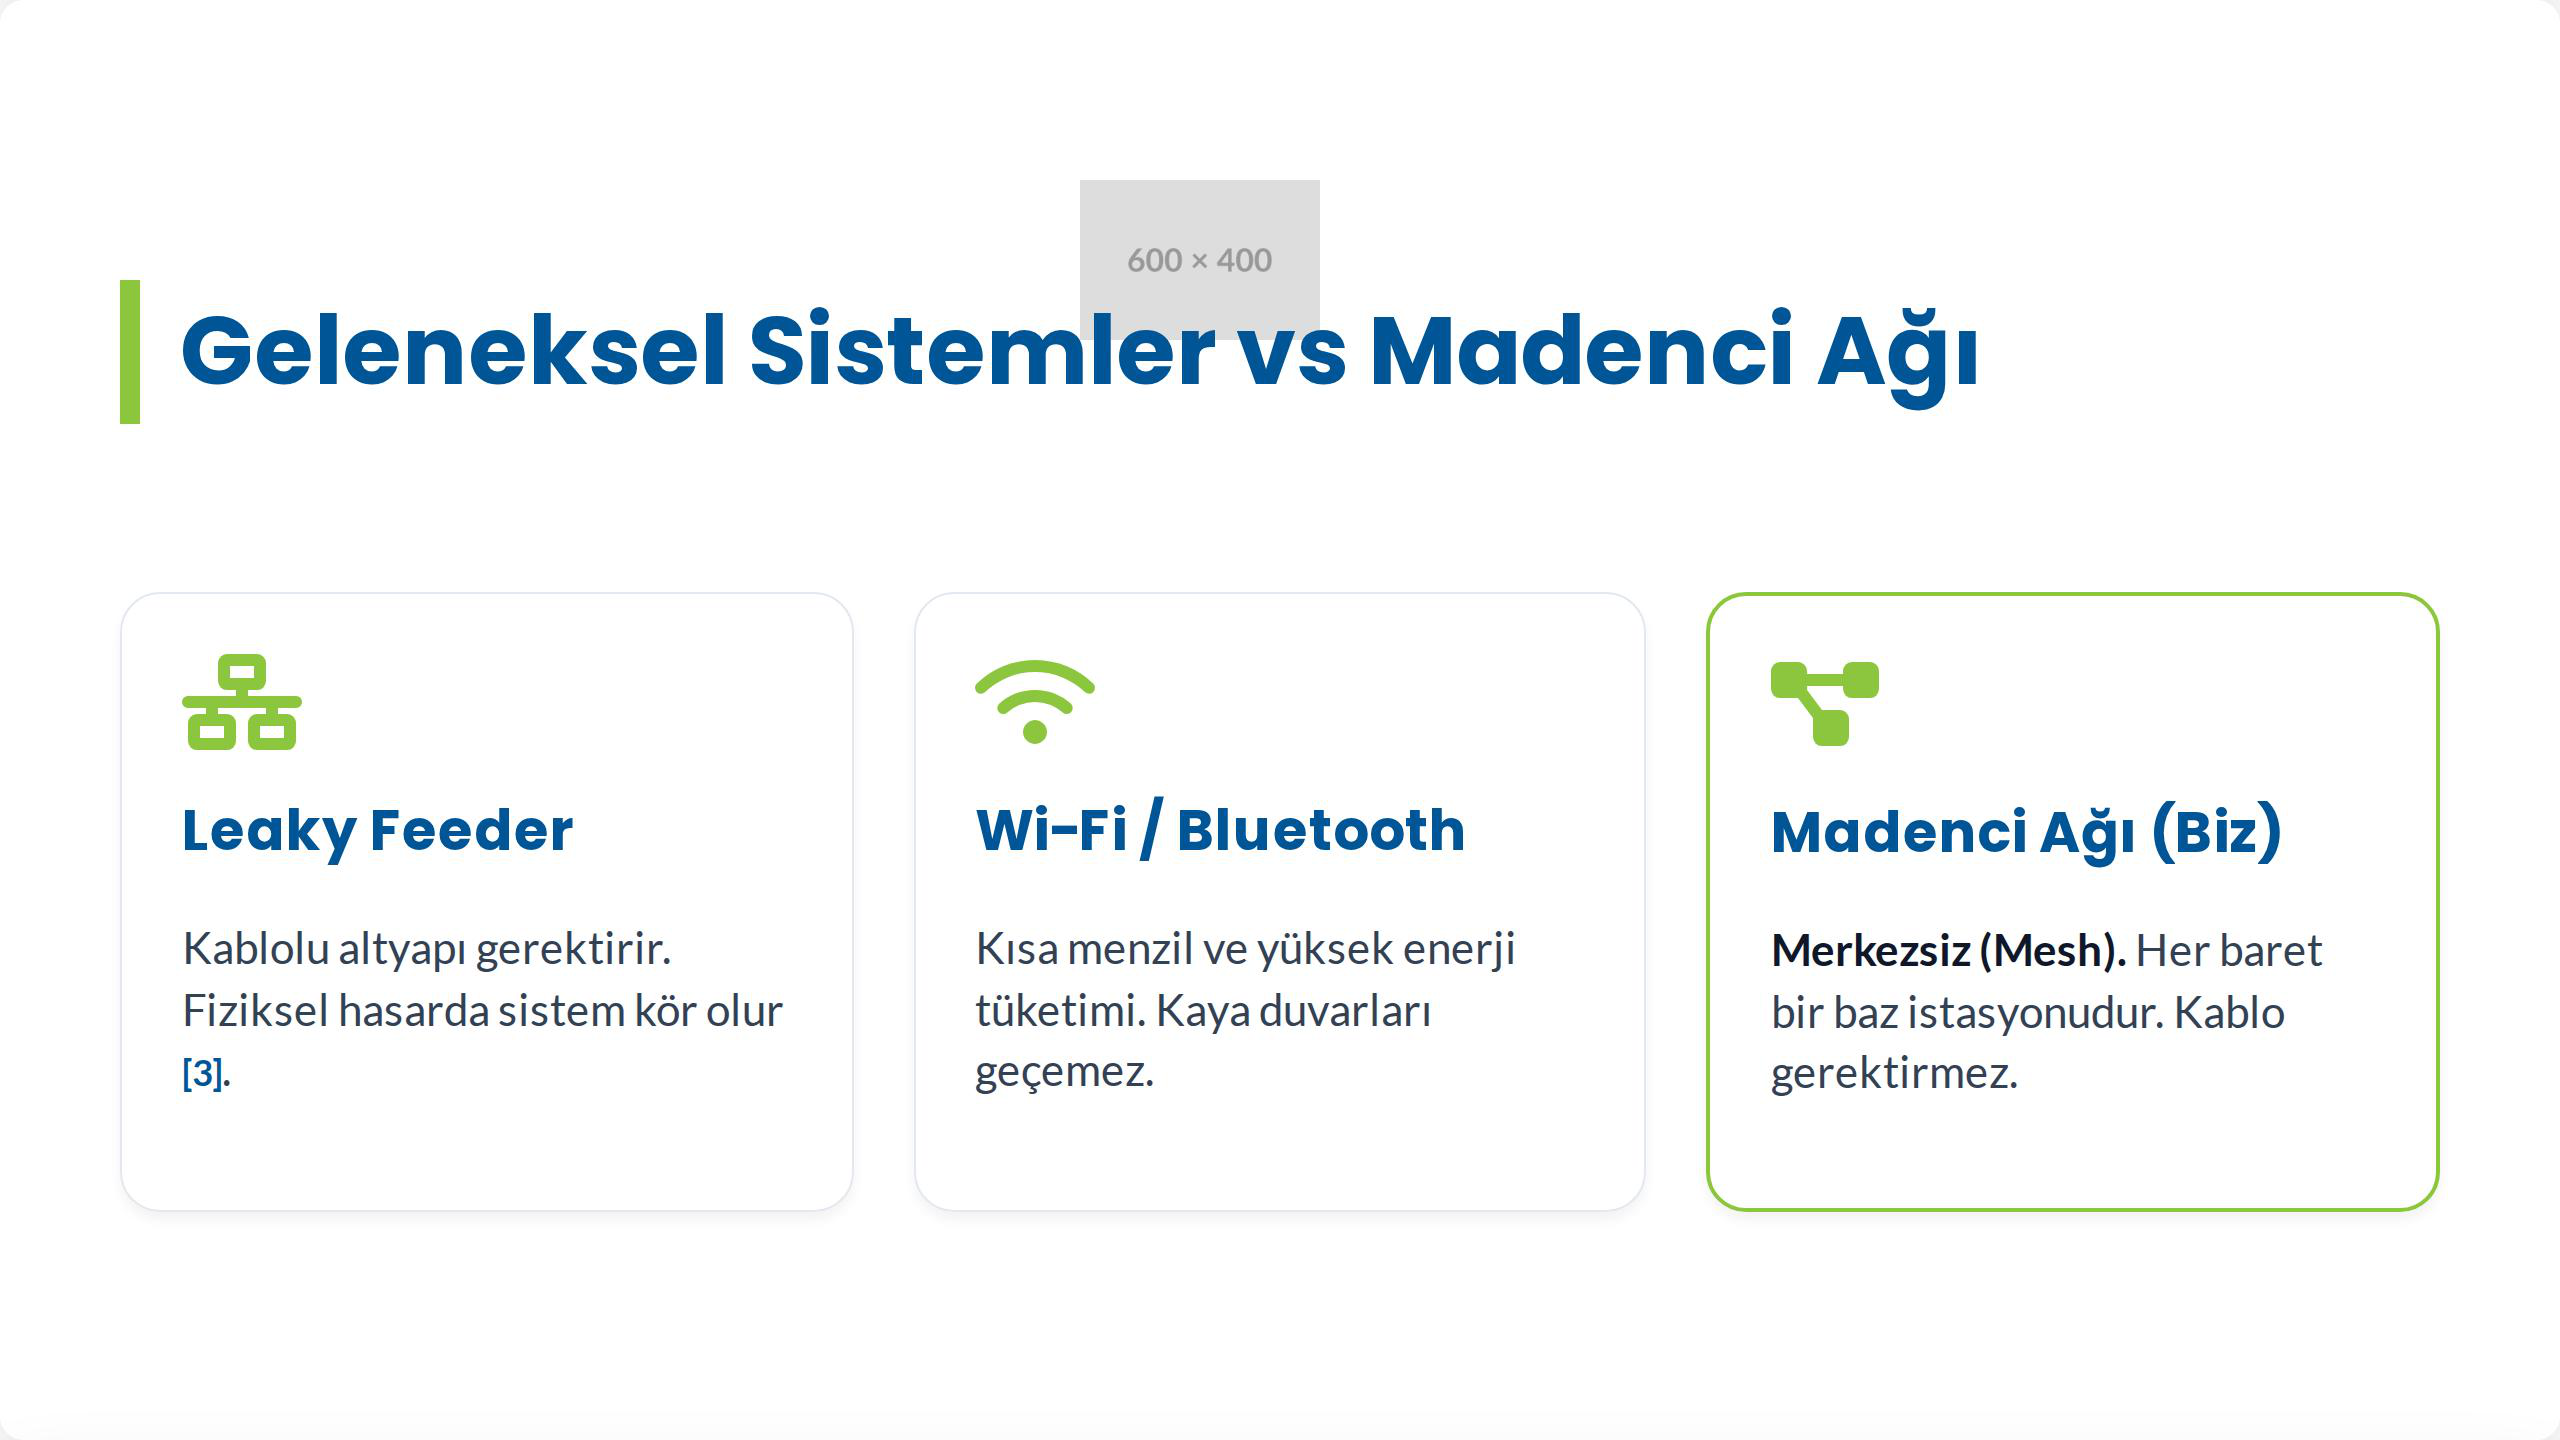 600 × 400
Geleneksel Sistemler vs Madenci Ağı
Leaky Feeder
Kablolu altyapı gerektirir.
Fiziksel hasarda sistem kör olur
[3].
Wi-Fi / Bluetooth
Kısa menzil ve yüksek enerji
tüketimi. Kaya duvarları
geçemez.
Madenci Ağı (Biz)
Merkezsiz (Mesh). Her baret
bir baz istasyonudur. Kablo
gerektirmez.